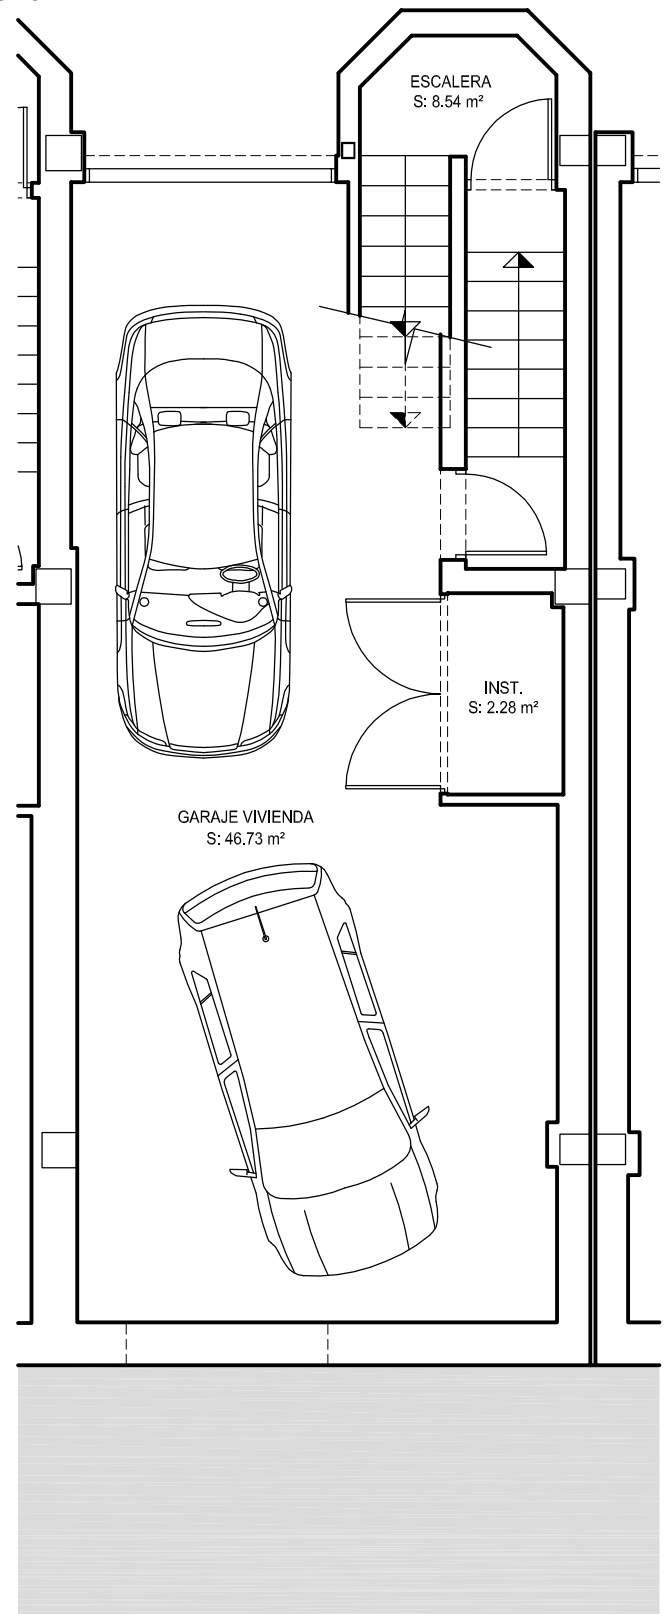 ESCALERA
S: 8.54 m²
INST.
S: 2.28 m²
GARAJE VIVIENDA
S: 46.73 m²